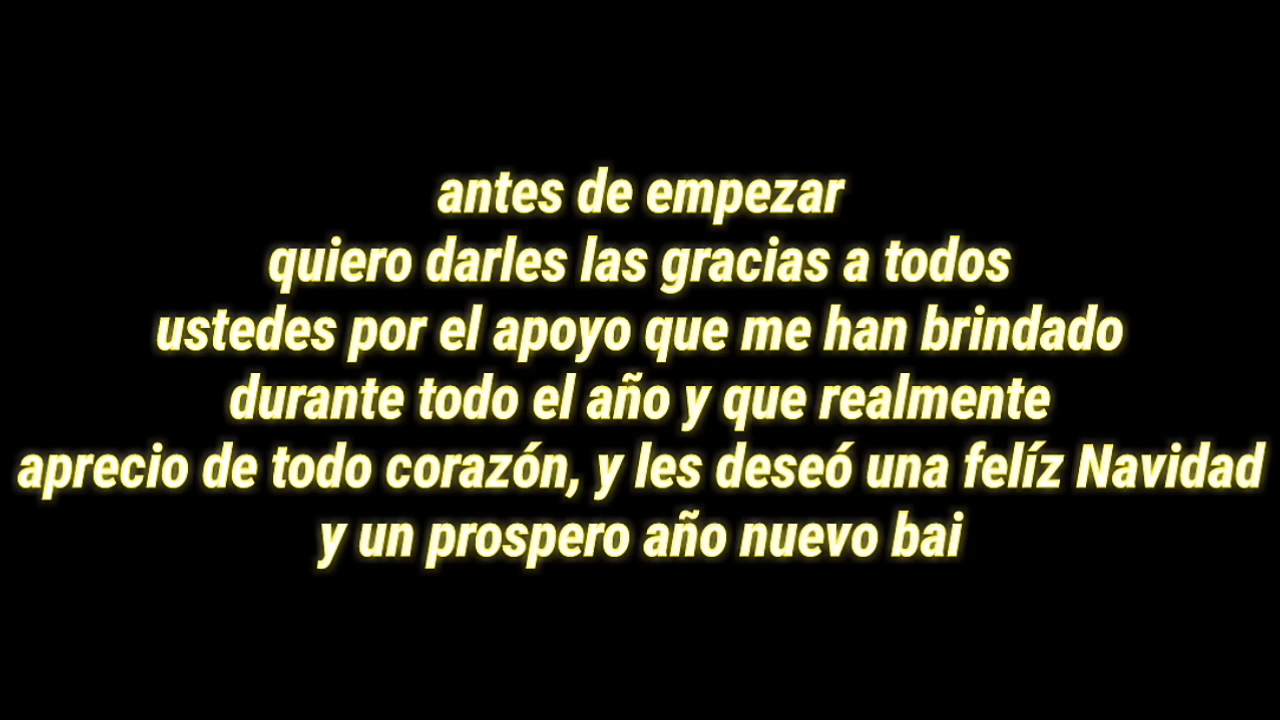 antes de empezar
quiero darles las gracias a todos
ustedes por el apoyo que me han brindado
durante todo el año y que realmente
aprecio de todo corazón, y les deseó una felíz Navidad
y un prospero año nuevo bai